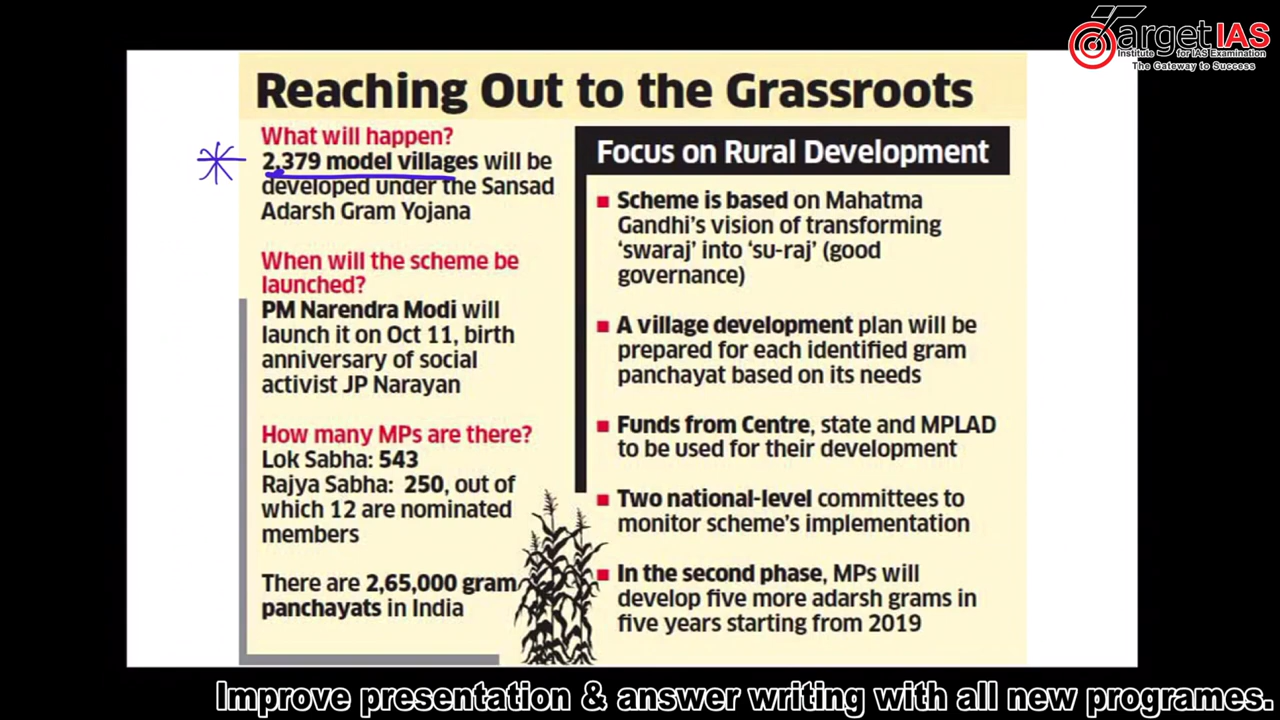 Target IAS
Institute for IAS Examination
The Gateway to Success
Reaching Out to the Grassroots
What will happen?
2,379 model villages will be
developed under the Sansad
Adarsh Gram Yojana
When will the scheme be
launched?
PM Narendra Modi will
launch it on Oct 11, birth
anniversary of social
activist JP Narayan
How many MPs are there?
Lok Sabha: 543
Rajya Sabha: 250, out of
which 12 are nominated
members
There are 2,65,000 gram
panchayats in India
Focus on Rural Development
Scheme is based on Mahatma
Gandhi's vision of transforming
'swaraj' into 'su-raj' (good
governance)
A village development plan will be
prepared for each identified gram
panchayat based on its needs
Funds from Centre, state and MPLAD
to be used for their development
Two national-level committees to
monitor scheme's implementation
In the second phase, MPs will
develop five more adarsh grams in
five years starting from 2019
Improve presentation & answer writing with all new programes.